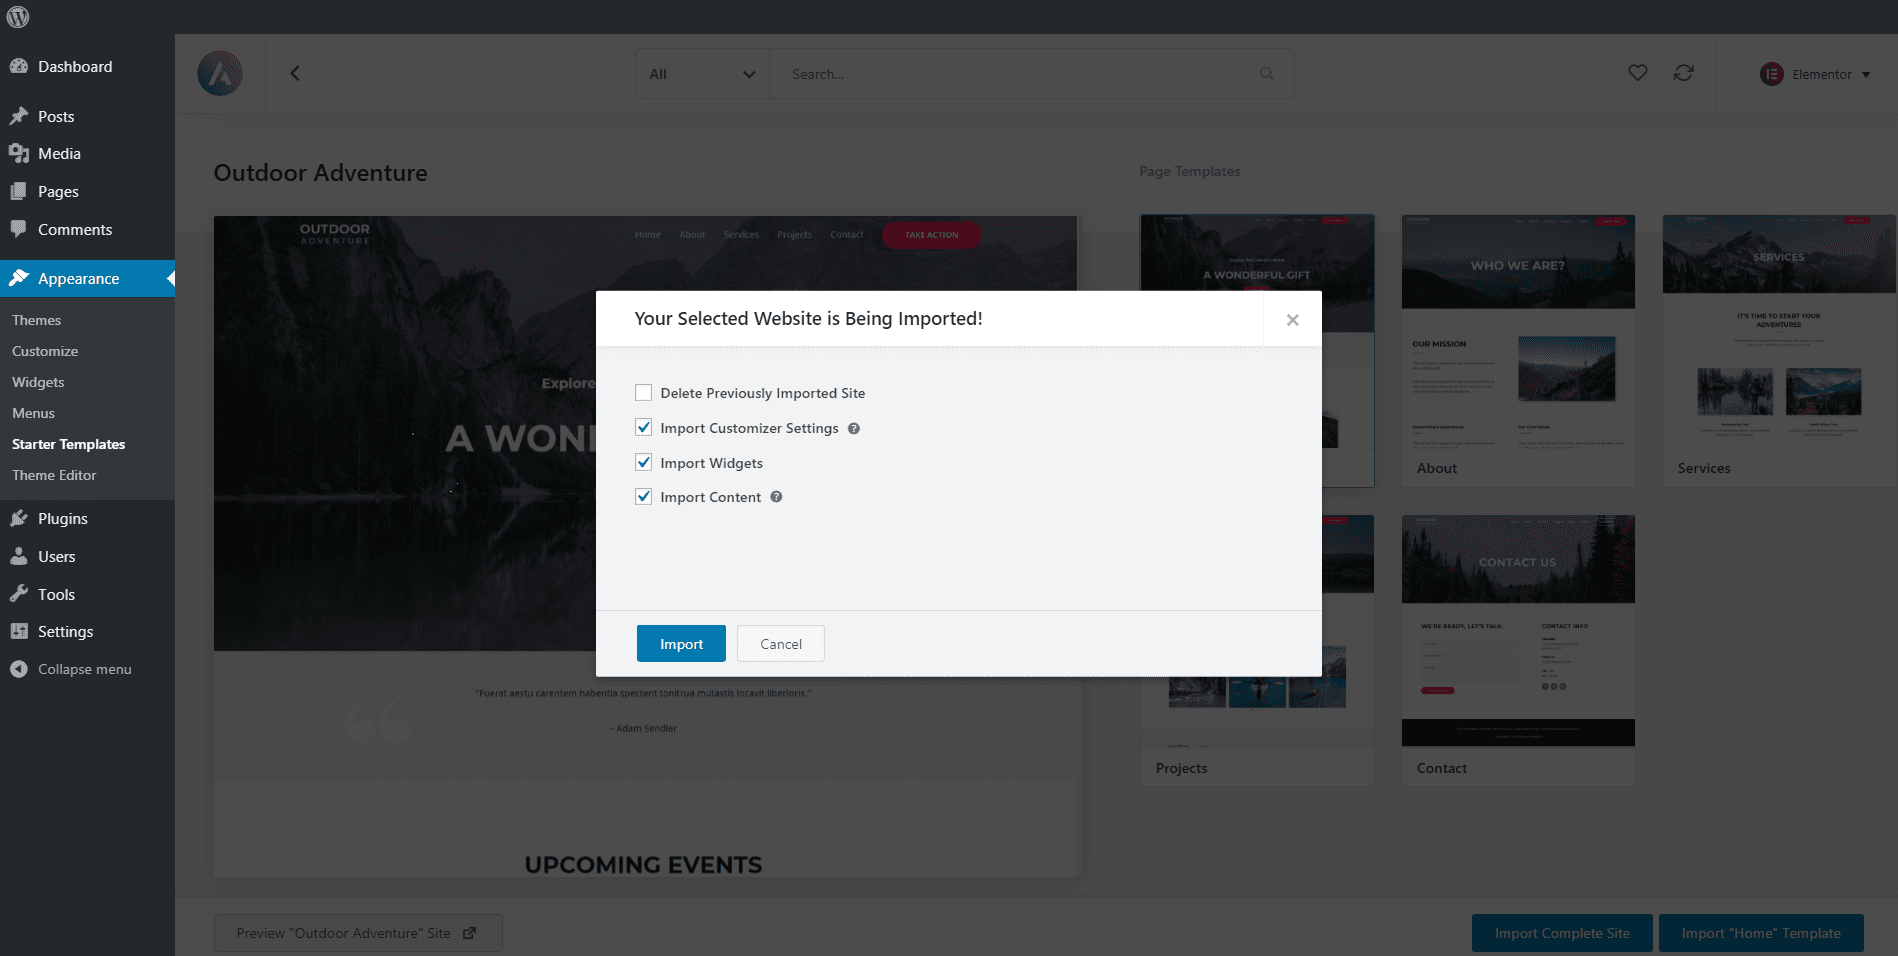 Dashboard
Posts
Media
Pages
Comments
Appearance
Themes
Customize
Widgets
Menus
Starter Templates
Theme Editor
Plugins
Users
Tools
Settings
Collapse menu
All
Search...
Elementor
Outdoor Adventure
Page Templates
OUTDOOR
ADVENTURE
Home About Services Projects Contact TAKE ACTION
Explore
A WON
Your Selected Website is Being Imported!
Delete Previously Imported Site
Import Customizer Settings
Import Widgets
Import Content
Import Cancel
"Fuerat aestu carentem habentia spectent tonitrua mutastis locavit liberioris."
- Adam Sendler
UPCOMING EVENTS
A WONDERFUL GIFT
WHO WE ARE?
OUR MISSION
About
SERVICES
IT'S TIME TO START YOUR
ADVENTURES
Services
Projects
CONTACT US
WE'RE READY, LET'S TALK.
CONTACT INFO
Contact
Preview "Outdoor Adventure" Site
Import Complete Site
Import "Home" Template